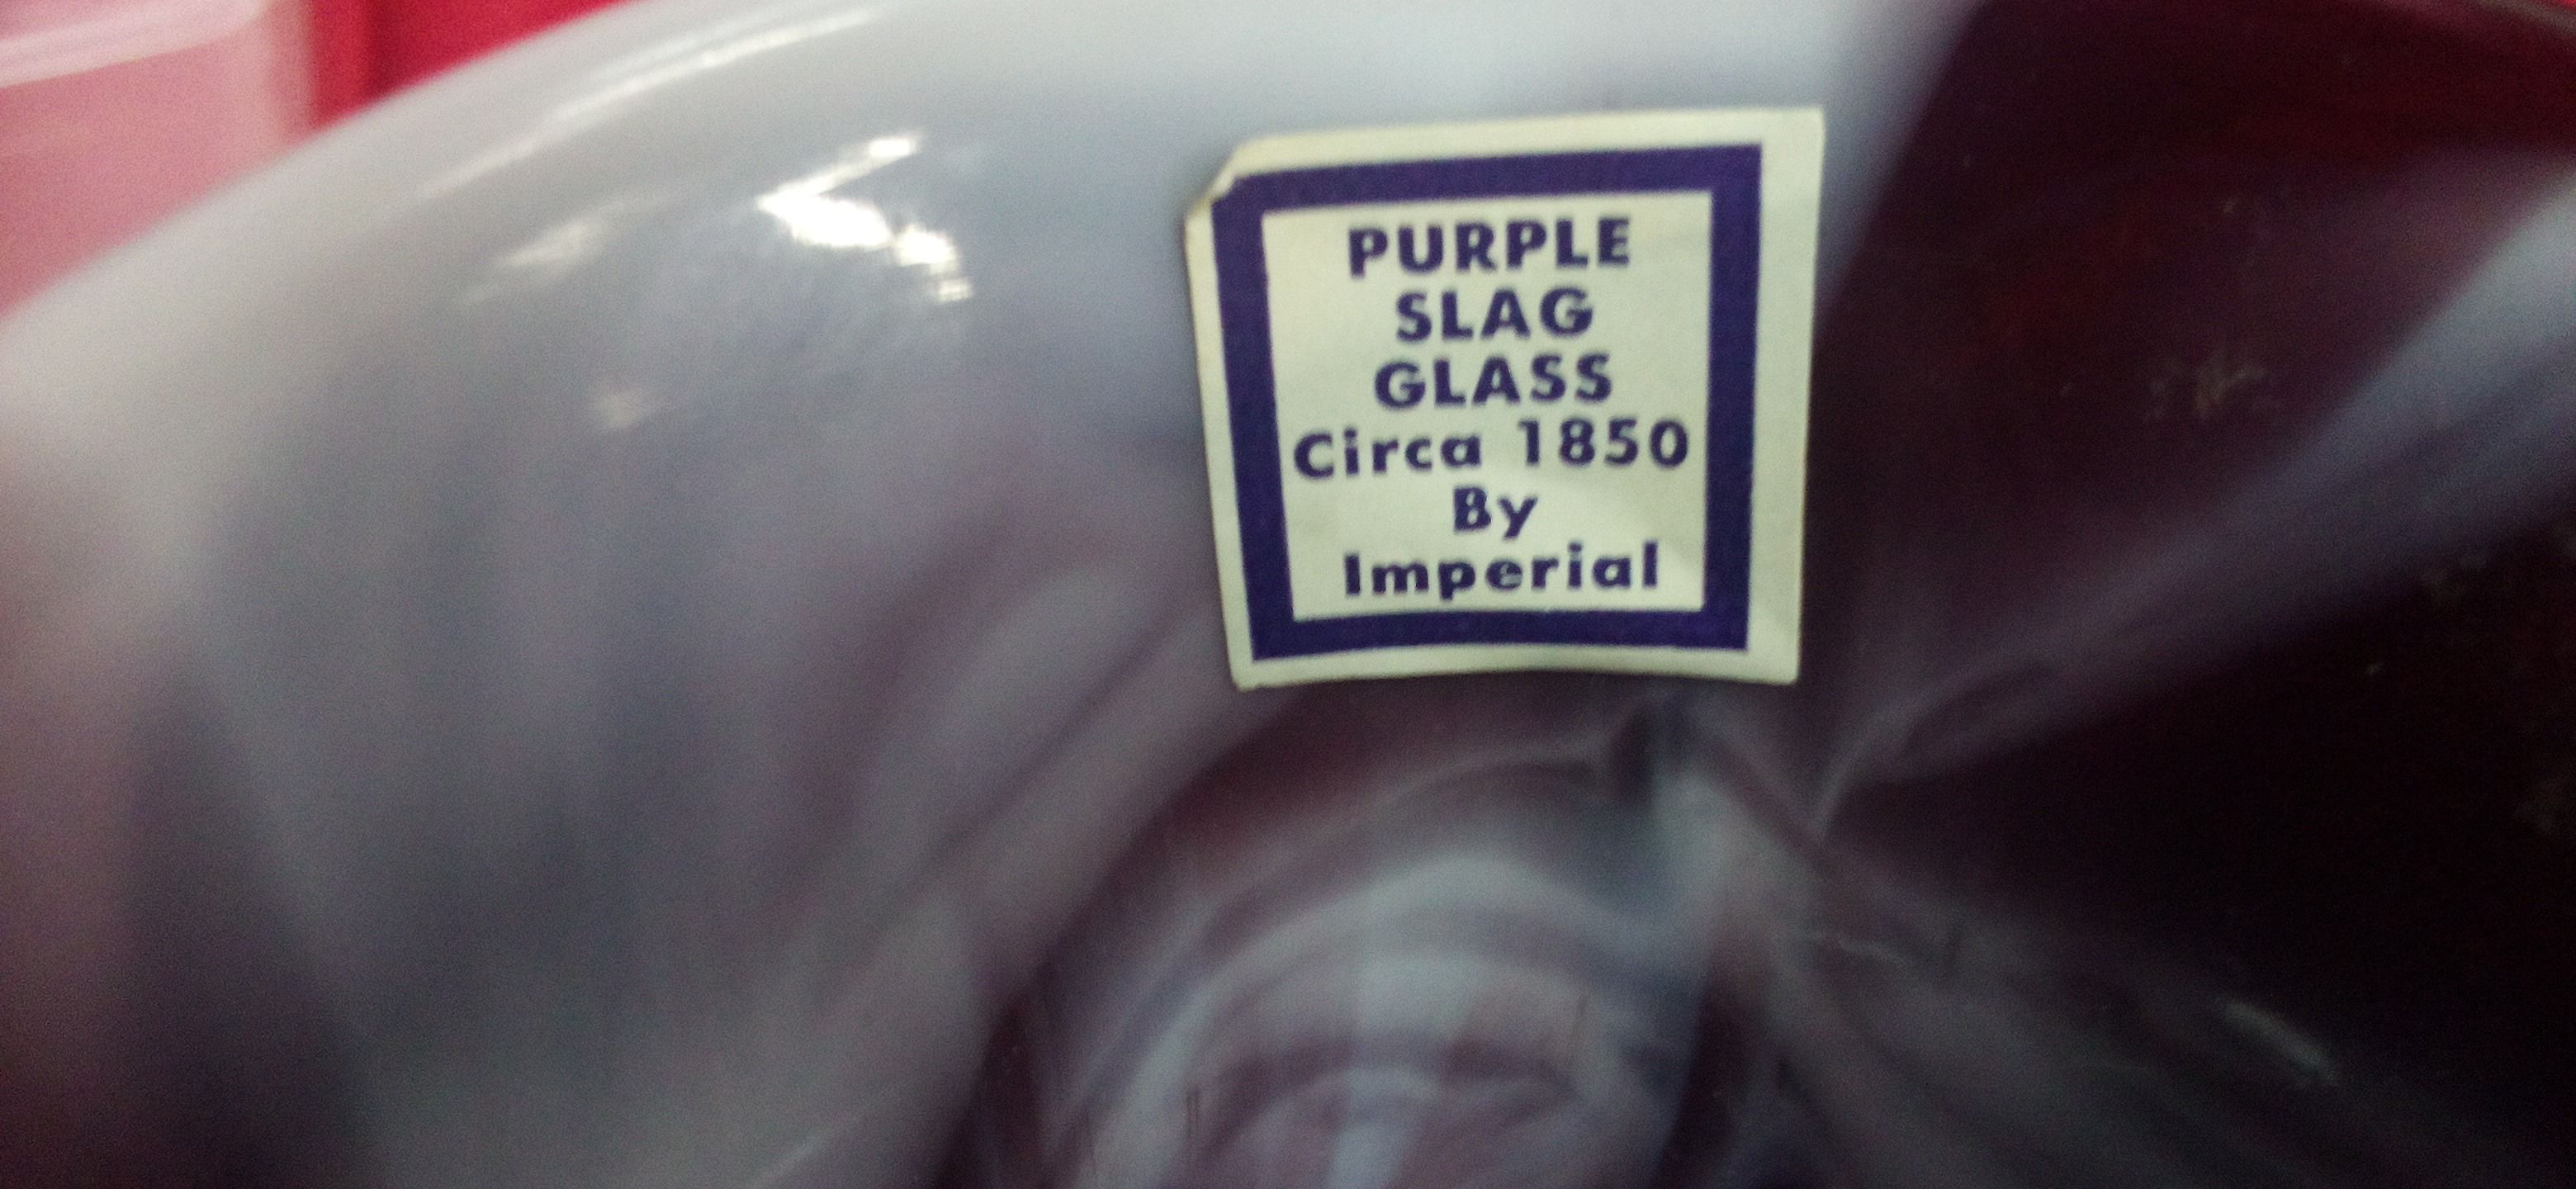 PURPLE
SLAG
GLASS
Circa 1850
By
Imperial